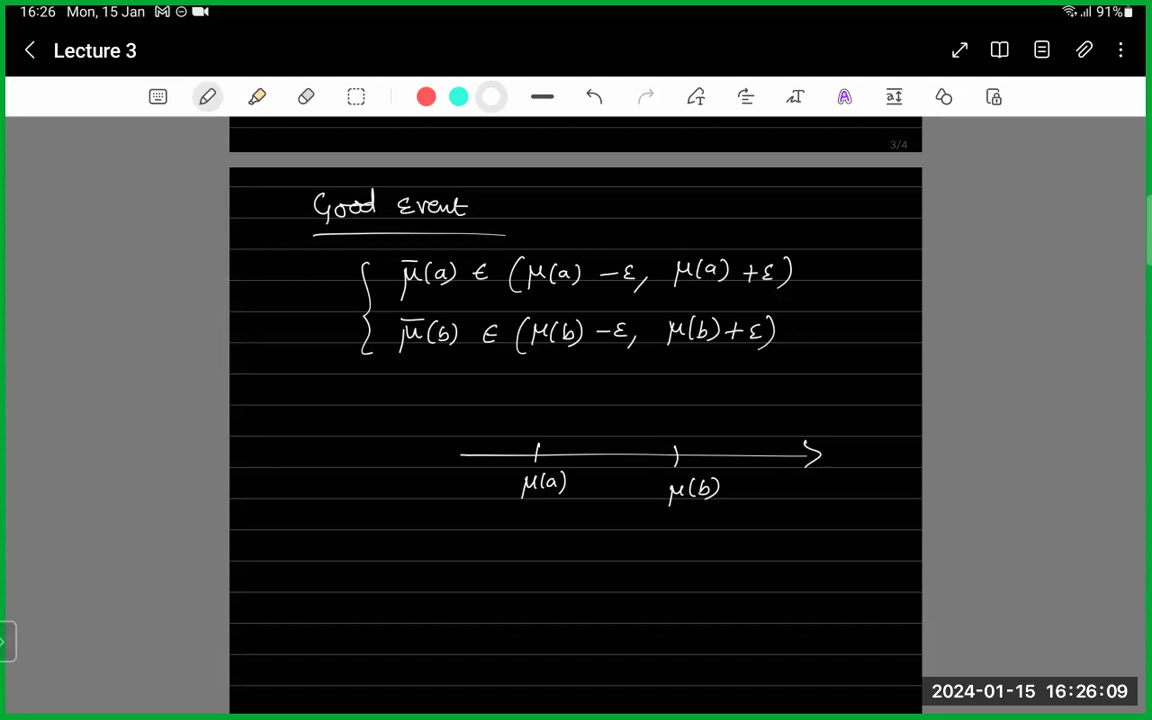 16:26 Mon, 15 Jan 91%
Lecture 3
3/4
Good Event
μ̄(a) ∈ (μ(a) − ε, μ(a) + ε)
μ̄(b) ∈ (μ(b) − ε, μ(b) + ε)
μ(a) μ(b)
2024-01-15 16:26:09